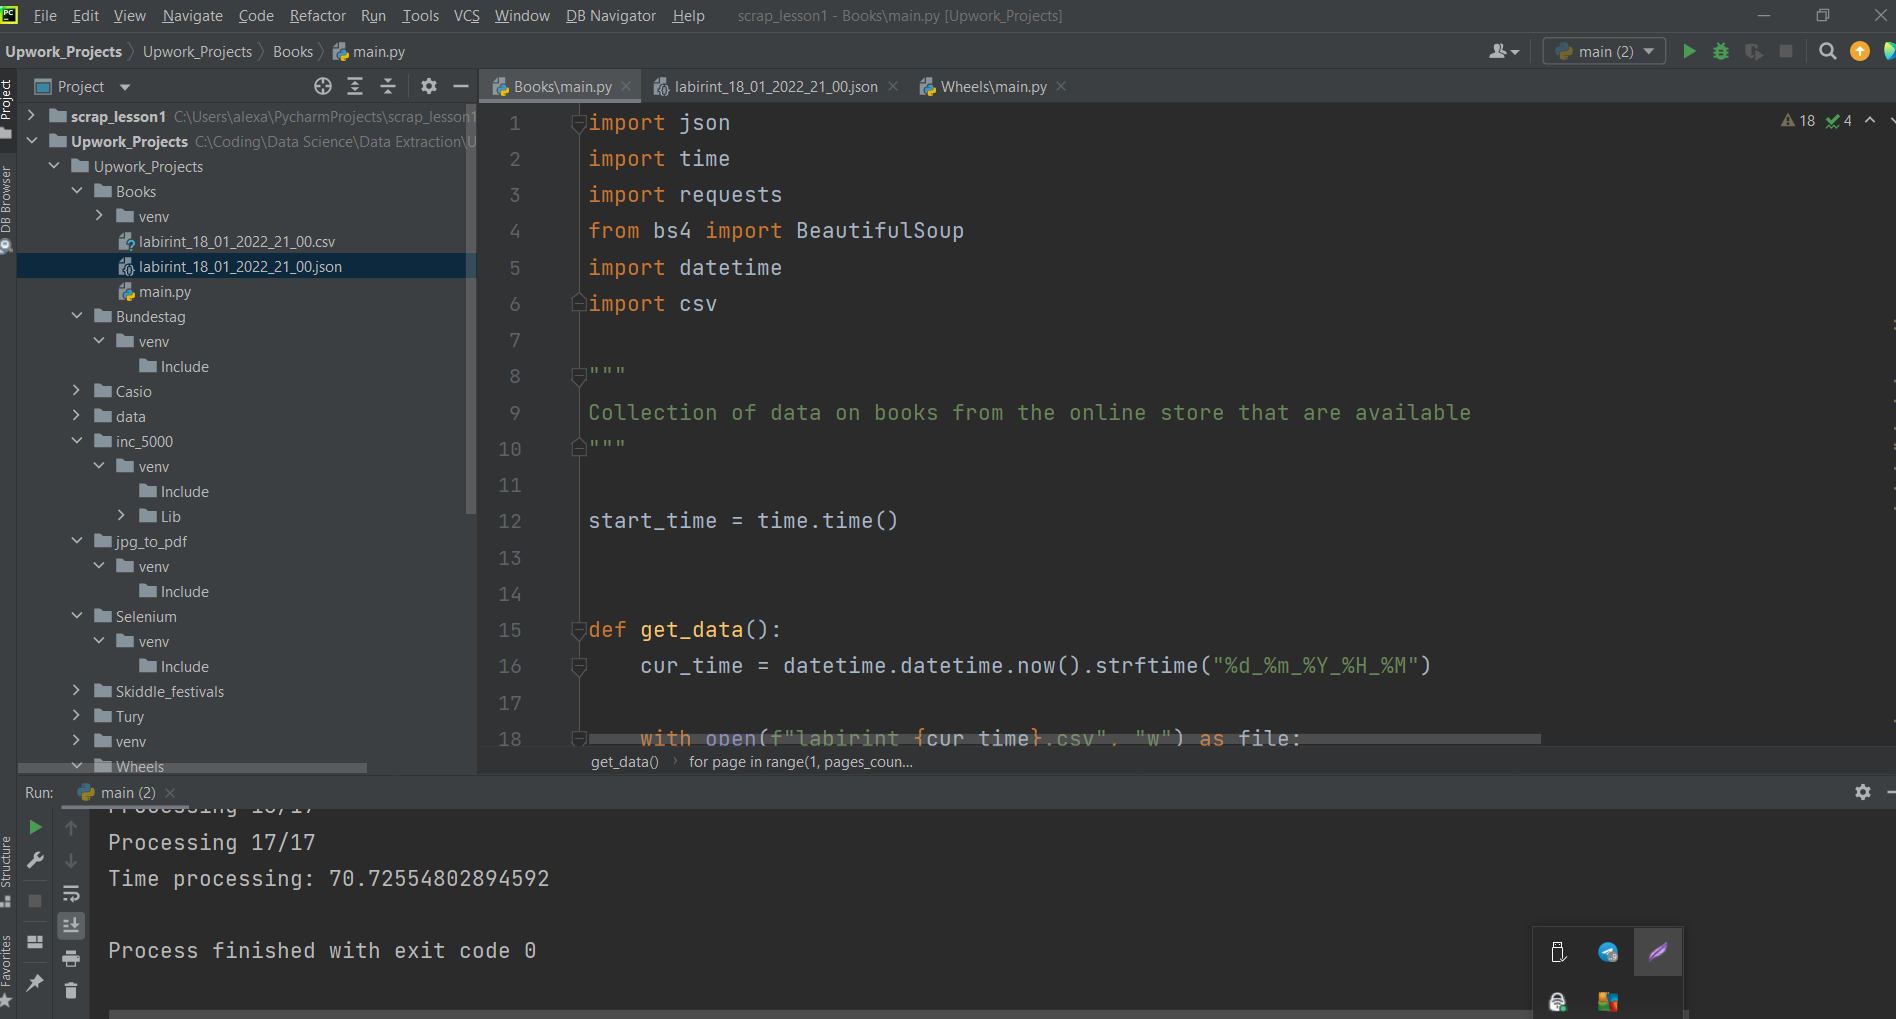 PC File Edit View Navigate Code Refactor Run Tools VCS Window DB Navigator Help scrap_lesson1 - Books\main.py [Upwork_Projects]
Upwork_Projects Upwork_Projects Books main.py main (2)
Project
Project
DB Browser
Structure
Favorites
scrap_lesson1 C:\Users\alexa\PycharmProjects\scrap_lesson1
Upwork_Projects C:\Coding\Data Science\Data Extraction\U
Upwork_Projects
Books
venv
labirint_18_01_2022_21_00.csv
labirint_18_01_2022_21_00.json
main.py
Bundestag
venv
Include
Casio
data
inc_5000
venv
Include
Lib
jpg_to_pdf
venv
Include
Selenium
venv
Include
Skiddle_festivals
Tury
venv
Wheels
Books\main.py labirint_18_01_2022_21_00.json Wheels\main.py
18 4
1 import json
2 import time
3 import requests
4 from bs4 import BeautifulSoup
5 import datetime
6 import csv
7
8 """
9 Collection of data on books from the online store that are available
10 """
11
12 start_time = time.time()
13
14
15 def get_data():
16 cur_time = datetime.datetime.now().strftime("%d_%m_%Y_%H_%M")
17
18 with open(f"labirint_{cur_time}.csv", "w") as file:
get_data() for page in range(1, pages_coun...
Run: main (2)
Processing 16/17
Processing 17/17
Time processing: 70.72554802894592
Process finished with exit code 0